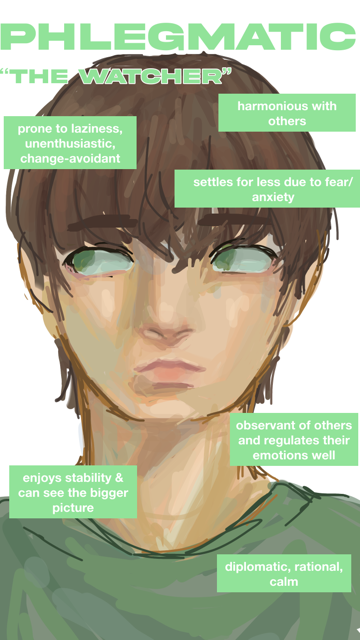 PHLEGMATIC
“THE WATCHER”
harmonious with
others
prone to laziness,
unenthusiastic,
change-avoidant
settles for less due to fear/
anxiety
observant of others
and regulates their
emotions well
enjoys stability &
can see the bigger
picture
diplomatic, rational,
calm